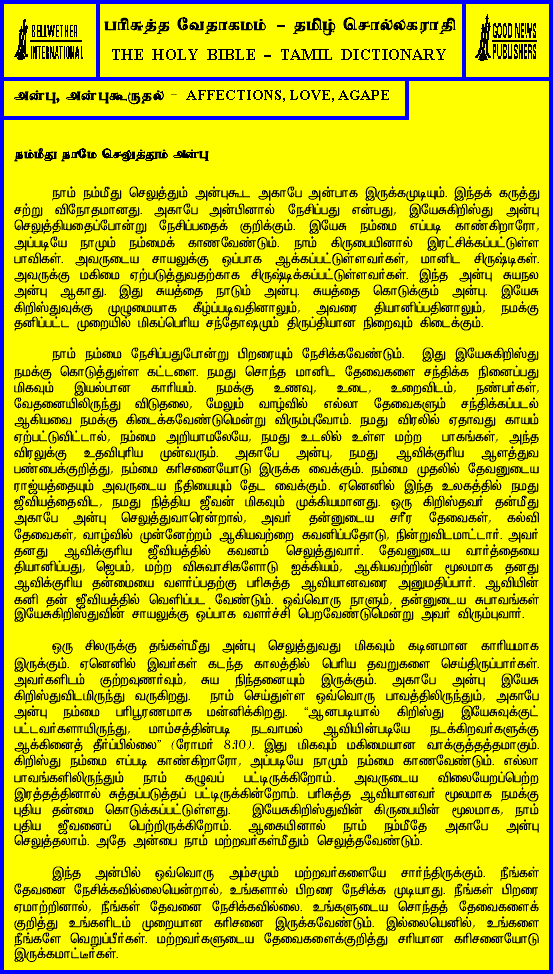 BELLWETHER
INTERNATIONAL
பரிசுத்த வேதாகமம் – தமிழ் சொல்லகராதி
THE HOLY BIBLE – TAMIL DICTIONARY
GOOD NEWS
PUBLISHERS
அன்பு, அன்புகூருதல் – AFFECTIONS, LOVE, AGAPE
நம்மீது நாமே செலுத்தும் அன்பு
நாம் நம்மீது செலுத்தும் அன்புகூட அகாபே அன்பாக இருக்கமுடியும். இந்தக் கருத்து
சற்று விநோதமானது. அகாபே அன்பினால் நேசிப்பது என்பது, இயேசுகிறிஸ்து அன்பு
செலுத்தியதைப்போன்று நேசிப்பதைக் குறிக்கும். இயேசு நம்மை எப்படி காண்கிறாரோ,
அப்படியே நாமும் நம்மைக் காணவேண்டும். நாம் கிருபையினால் இரட்சிக்கப்பட்டுள்ள
பாவிகள். அவருடைய சாயலுக்கு ஒப்பாக ஆக்கப்பட்டுள்ளவர்கள், மானிட சிருஷ்டிகள்.
அவருக்கு மகிமை ஏற்படுத்துவதற்காக சிருஷ்டிக்கப்பட்டுள்ளவர்கள். இந்த அன்பு சுயநல
அன்பு ஆகாது. இது சுயத்தை நாடும் அன்பு. சுயத்தை கொடுக்கும் அன்பு. இயேசு
கிறிஸ்துவுக்கு முழுமையாக கீழ்ப்படிவதினாலும், அவரை தியானிப்பதினாலும், நமக்கு
தனிப்பட்ட முறையில் மிகப்பெரிய சந்தோஷமும் திருப்தியான நிறைவும் கிடைக்கும்.
நாம் நம்மை நேசிப்பதுபோன்று பிறரையும் நேசிக்கவேண்டும். இது இயேசுகிறிஸ்து
நமக்கு கொடுத்துள்ள கட்டளை. நமது சொந்த மானிட தேவைகளை சந்திக்க நினைப்பது
மிகவும் இயல்பான காரியம். நமக்கு உணவு, உடை, உறைவிடம், நண்பர்கள்,
வேதனையிலிருந்து விடுதலை, மேலும் வாழ்வில் எல்லா தேவைகளும் சந்திக்கப்படல்
ஆகியவை நமக்கு கிடைக்கவேண்டுமென்று விரும்புவோம். நமது விரலில் ஏதாவது காயம்
ஏற்பட்டுவிட்டால், நம்மை அறியாமலேயே, நமது உடலில் உள்ள மற்ற பாகங்கள், அந்த
விரலுக்கு உதவிபுரிய முன்வரும். அகாபே அன்பு, நமது ஆவிக்குரிய ஆளத்துவ
பண்பைக்குறித்து, நம்மை கரிசனையோடு இருக்க வைக்கும். நம்மை முதலில் தேவனுடைய
ராஜ்யத்தையும் அவருடைய நீதியையும் தேட வைக்கும். ஏனெனில் இந்த உலகத்தில் நமது
ஜீவியத்தைவிட, நமது நித்திய ஜீவன் மிகவும் முக்கியமானது. ஒரு கிறிஸ்தவர் தன்மீது
அகாபே அன்பு செலுத்துவாரென்றால், அவர் தன்னுடைய சரீர தேவைகள், கல்வி
தேவைகள், வாழ்வில் முன்னேற்றம் ஆகியவற்றை கவனிப்பதோடு, நின்றுவிடமாட்டார். அவர்
தனது ஆவிக்குரிய ஜீவியத்தில் கவனம் செலுத்துவார். தேவனுடைய வார்த்தையை
தியானிப்பது, ஜெபம், மற்ற விசுவாசிகளோடு ஐக்கியம், ஆகியவற்றின் மூலமாக தனது
ஆவிக்குரிய தன்மையை வளர்ப்பதற்கு பரிசுத்த ஆவியானவரை அனுமதிப்பார். ஆவியின்
கனி தன் ஜீவியத்தில் வெளிப்பட வேண்டும். ஒவ்வொரு நாளும், தன்னுடைய சுபாவங்கள்
இயேசுகிறிஸ்துவின் சாயலுக்கு ஒப்பாக வளர்ச்சி பெறவேண்டுமென்று அவர் விரும்புவார்.
ஒரு சிலருக்கு தங்கள்மீது அன்பு செலுத்துவது மிகவும் கடினமான காரியமாக
இருக்கும். ஏனெனில் இவர்கள் கடந்த காலத்தில் பெரிய தவறுகளை செய்திருப்பார்கள்.
அவர்களிடம் குற்றவுணர்வும், சுய நிந்தனையும் இருக்கும். அகாபே அன்பு இயேசு
கிறிஸ்துவிடமிருந்து வருகிறது. நாம் செய்துள்ள ஒவ்வொரு பாவத்திலிருந்தும், அகாபே
அன்பு நம்மை பரிபூரணமாக மன்னிக்கிறது. “ஆனபடியால் கிறிஸ்து இயேசுவுக்குட்
பட்டவர்களாயிருந்து, மாம்சத்தின்படி நடவாமல் ஆவியின்படியே நடக்கிறவர்களுக்கு
ஆக்கினைத் தீர்ப்பில்லை” (ரோமர் 8:10). இது மிகவும் மகிமையான வாக்குத்தத்தமாகும்.
கிறிஸ்து நம்மை எப்படி காண்கிறாரோ, அப்படியே நாமும் நம்மை காணவேண்டும். எல்லா
பாவங்களிலிருந்தும் நாம் கழுவப் பட்டிருக்கிறோம். அவருடைய விலையேறப்பெற்ற
இரத்தத்தினால் சுத்தப்படுத்தப் பட்டிருக்கின்றோம். பரிசுத்த ஆவியானவர் மூலமாக நமக்கு
புதிய தன்மை கொடுக்கப்பட்டுள்ளது. இயேசுகிறிஸ்துவின் கிருபையின் மூலமாக, நாம்
புதிய ஜீவனைப் பெற்றிருக்கிறோம். ஆகையினால் நாம் நம்மீதே அகாபே அன்பு
செலுத்தலாம். அதே அன்பை நாம் மற்றவர்கள்மீதும் செலுத்தவேண்டும்.
இந்த அன்பில் ஒவ்வொரு அம்சமும் மற்றவர்களையே சார்ந்திருக்கும். நீங்கள்
தேவனை நேசிக்கவில்லையென்றால், உங்களால் பிறரை நேசிக்க முடியாது. நீங்கள் பிறரை
ஏமாற்றினால், நீங்கள் தேவனை நேசிக்கவில்லை. உங்களுடைய சொந்தத் தேவைகளைக்
குறித்து உங்களிடம் முறையான கரிசனை இருக்கவேண்டும். இல்லையெனில், உங்களை
நீங்களே வெறுப்பீர்கள். மற்றவர்களுடைய தேவைகளைக்குறித்து சரியான கரிசனையோடு
இருக்கமாட்டீர்கள்.